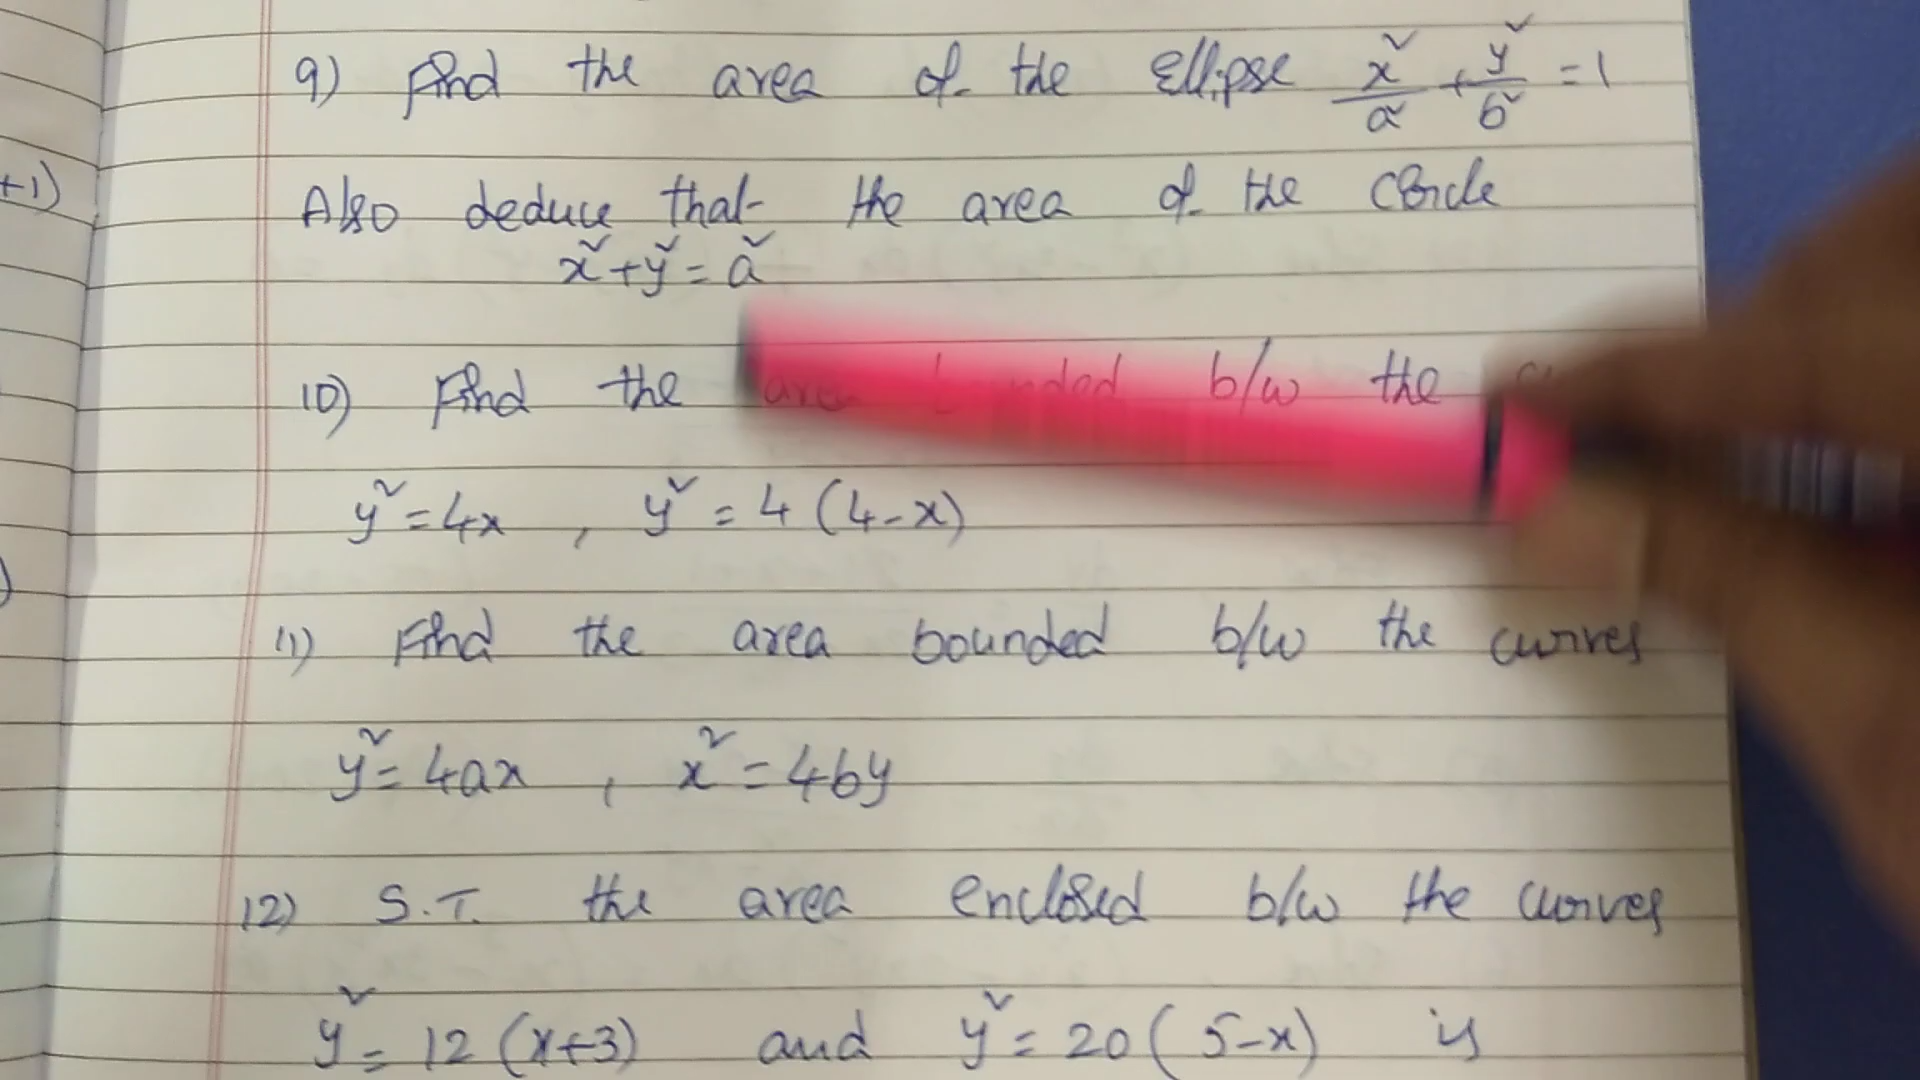 9) Find the area of the Ellipse x²/a² + y²/b² = 1
+1)
Also deduce that the area of the circle
x² + y² = a²
10) Find the area bounded b/w the
y² = 4x , y² = 4 (4-x)
)
11) Find the area bounded b/w the curves
y² = 4ax , x² = 4by
12) S.T. the area enclosed b/w the curves
y² = 12 (x+3) and y² = 20 (5-x) is